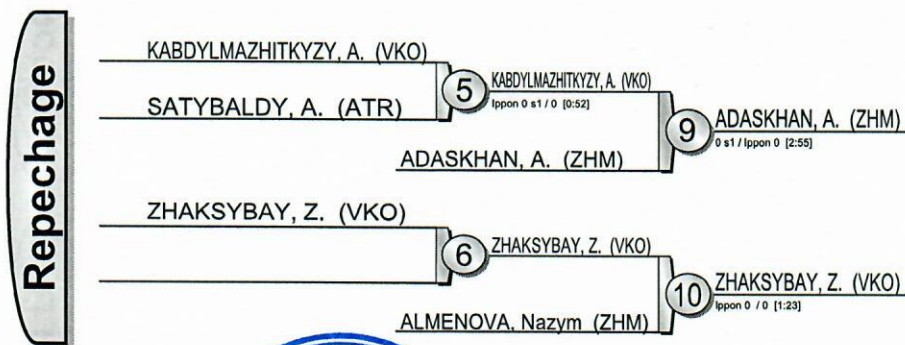 Repechage
KABDYLMAZHITKYZY, A. (VKO)
SATYBALDY, A. (ATR)
5
KABDYLMAZHITKYZY, A. (VKO)
Ippon 0 s1 / 0 [0:52]
ADASKHAN, A. (ZHM)
9
ADASKHAN, A. (ZHM)
0 s1 / Ippon 0 [2:55]
ZHAKSYBAY, Z. (VKO)
6
ZHAKSYBAY, Z. (VKO)
ALMENOVA, Nazym (ZHM)
10
ZHAKSYBAY, Z. (VKO)
Ippon 0 / 0 [1:23]